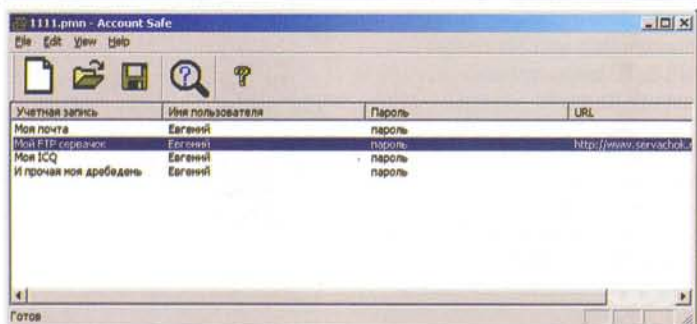 1111.pmn - Account Safe
File Edit View Help
Учетная запись Имя пользователя Пароль URL
Моя почта Евгений пароль
Мой FTP сервачок Евгений пароль http://www.servachok.
Моя ICQ Евгений пароль
И прочая моя дребедень Евгений пароль
Готов